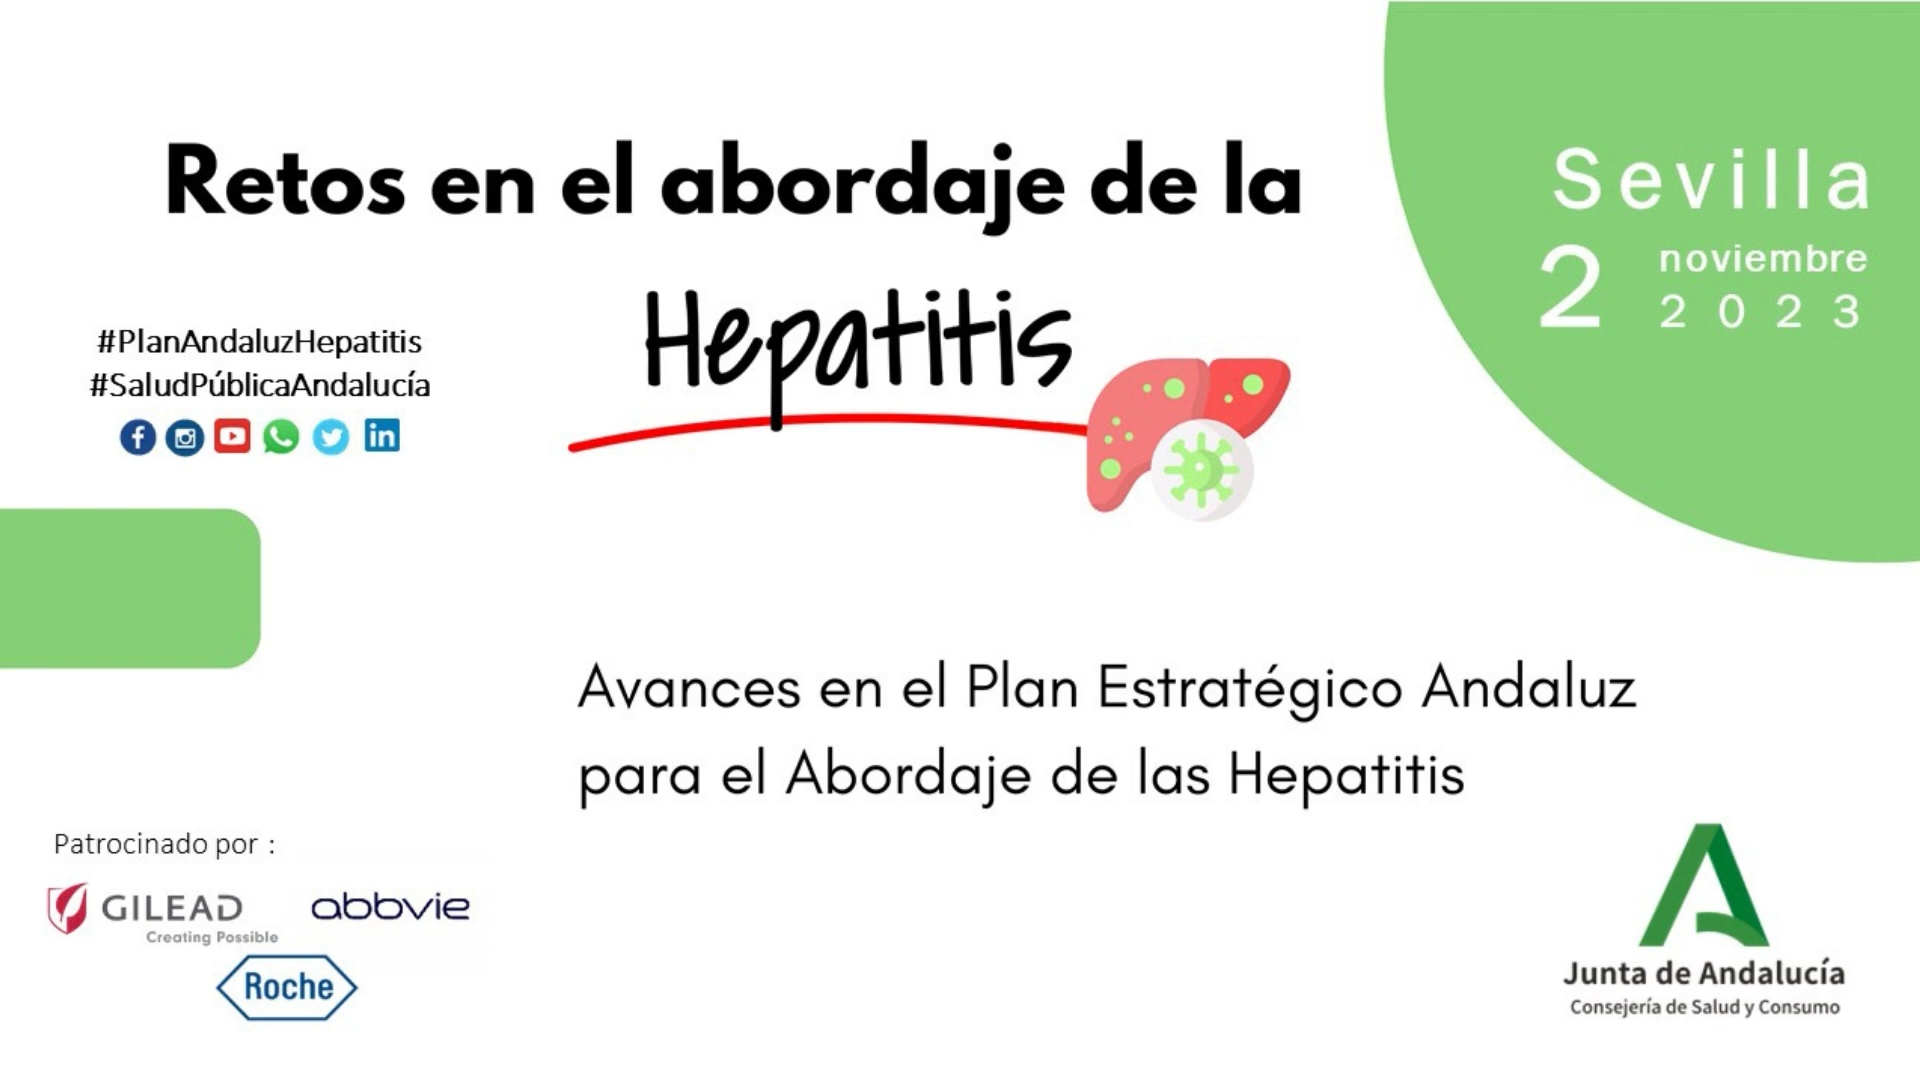 Retos en el abordaje de la
Hepatitis
Sevilla
2 noviembre
2023
#PlanAndaluzHepatitis
#SaludPúblicaAndalucía
Avances en el Plan Estratégico Andaluz
para el Abordaje de las Hepatitis
Patrocinado por :
GILEAD
Creating Possible
abbvie
Roche
Junta de Andalucía
Consejería de Salud y Consumo